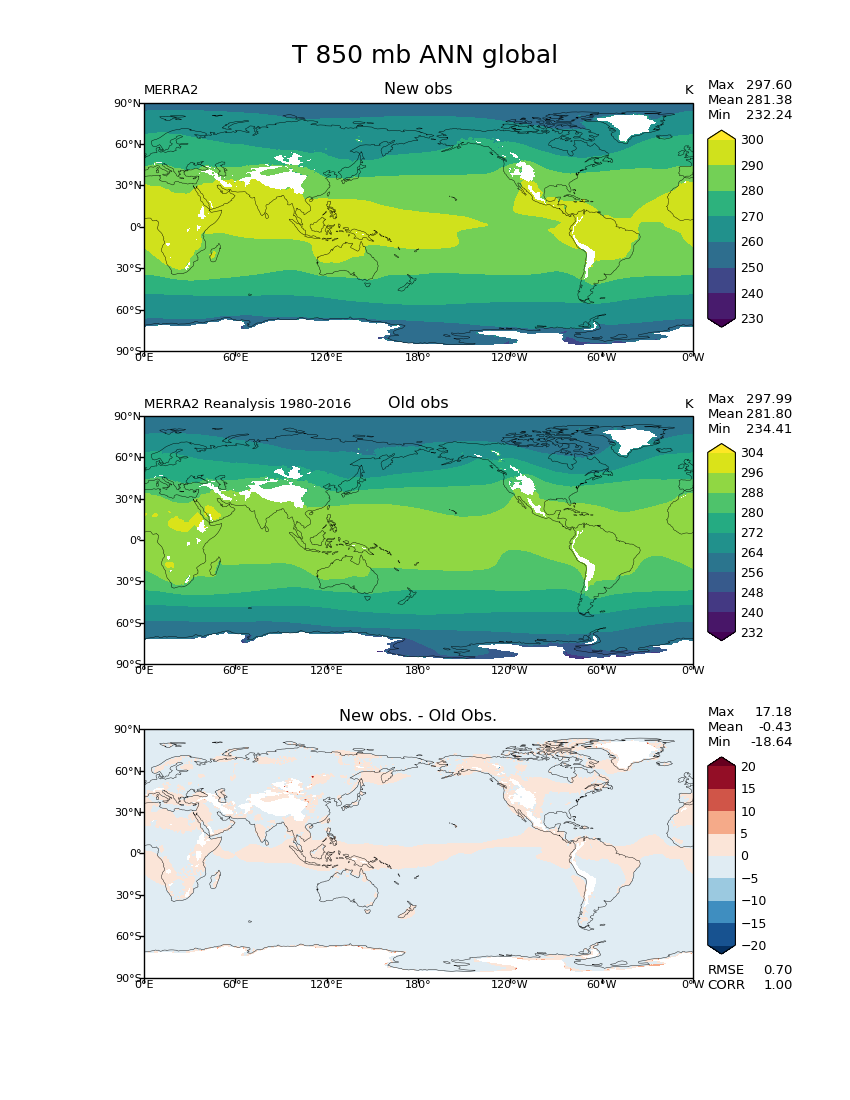 T 850 mb ANN global
MERRA2 New obs K
Max 297.60
Mean 281.38
Min 232.24
90°N
60°N
30°N
0°
30°S
60°S
90°S
0°E 60°E 120°E 180° 120°W 60°W 0°W
300
290
280
270
260
250
240
230
MERRA2 Reanalysis 1980-2016 Old obs K
Max 297.99
Mean 281.80
Min 234.41
90°N
60°N
30°N
0°
30°S
60°S
90°S
0°E 60°E 120°E 180° 120°W 60°W 0°W
304
296
288
280
272
264
256
248
240
232
New obs. - Old Obs.
Max 17.18
Mean -0.43
Min -18.64
90°N
60°N
30°N
0°
30°S
60°S
90°S
0°E 60°E 120°E 180° 120°W 60°W 0°W
20
15
10
5
0
−5
−10
−15
−20
RMSE 0.70
CORR 1.00